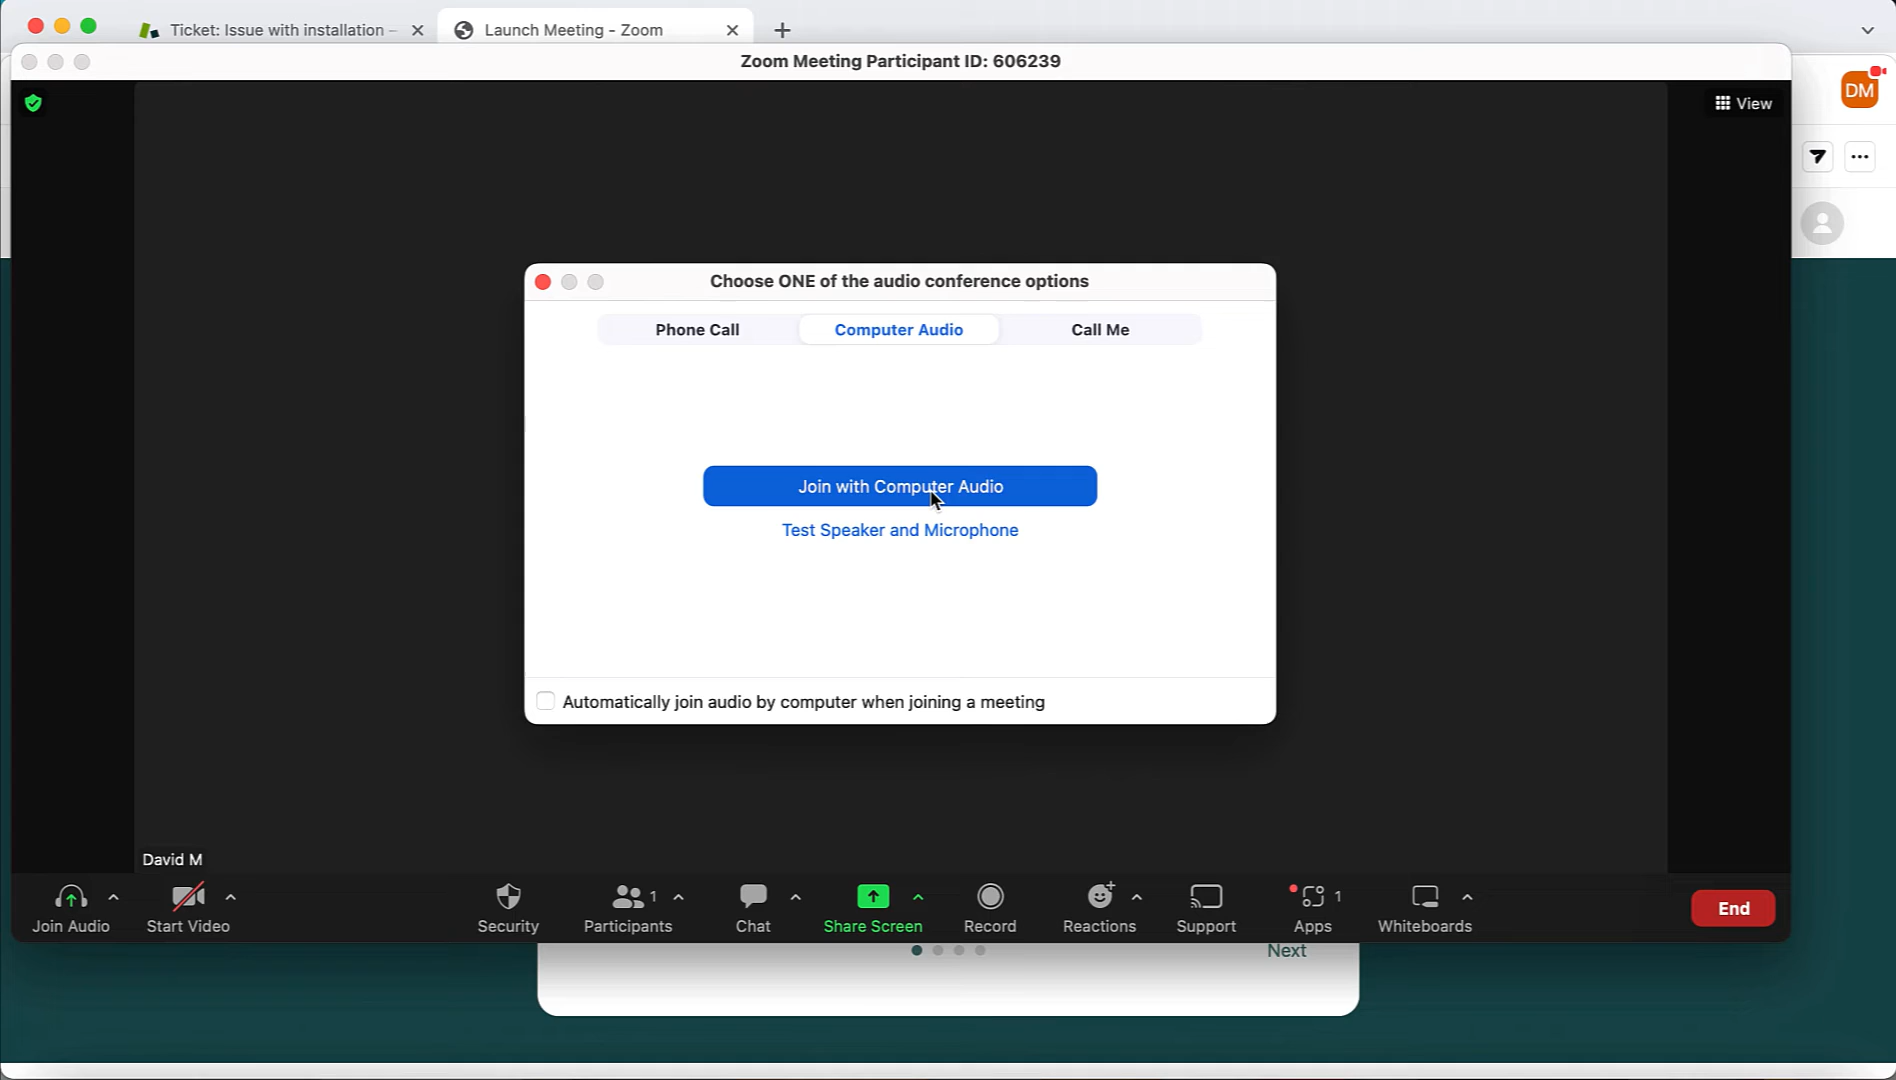 Ticket: Issue with installation –
Launch Meeting - Zoom
Zoom Meeting Participant ID: 606239
DM
View
Choose ONE of the audio conference options
Phone Call
Computer Audio
Call Me
Join with Computer Audio
Test Speaker and Microphone
Automatically join audio by computer when joining a meeting
David M
Join Audio
Start Video
Security
1
Participants
Chat
Share Screen
Record
Reactions
Support
1
Apps
Whiteboards
End
Next